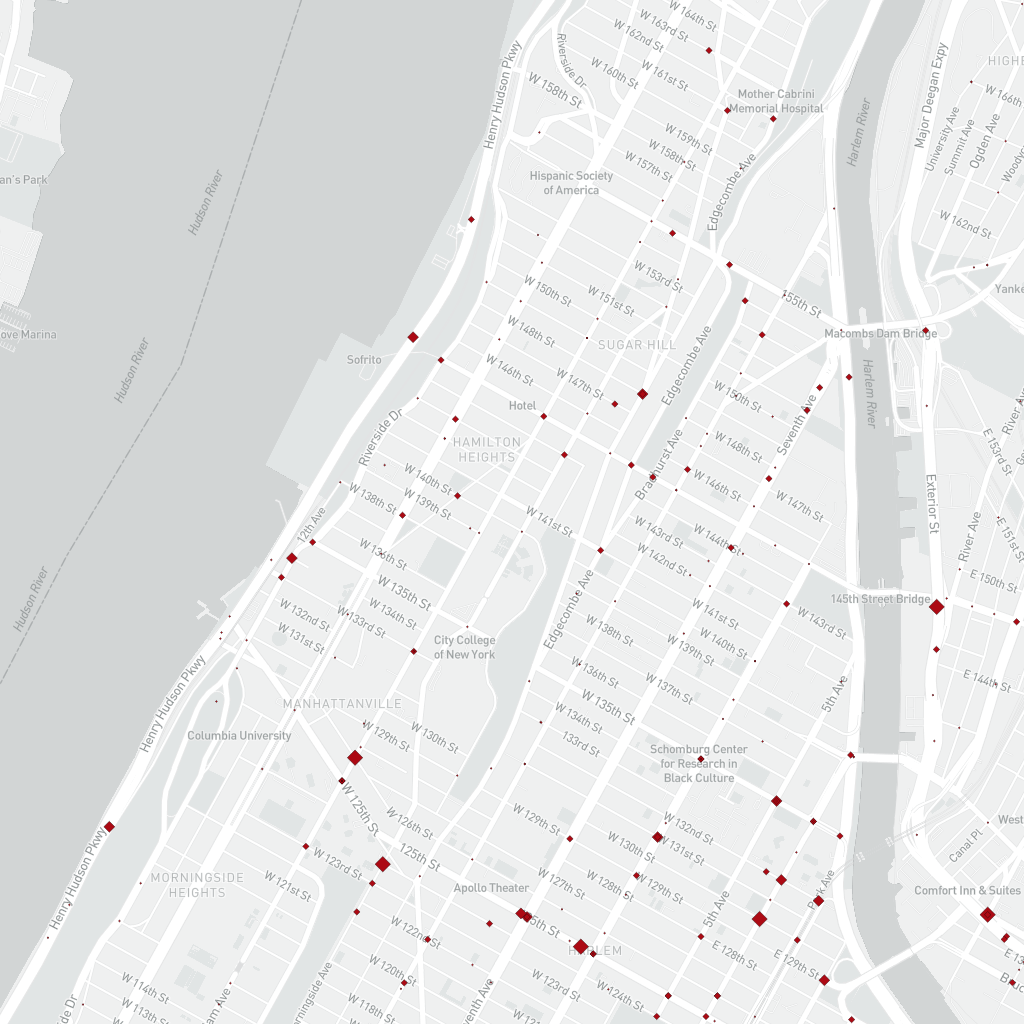 W 164th St
W 163rd St
W 162nd St
W 161st St
W 160th St
W 158th St
Riverside Dr
Henry Hudson Pkwy
Mother Cabrini
Memorial Hospital
W 159th St
W 158th St
W 157th St
Hispanic Society
of America
Edgecombe Ave
Harlem River
Major Deegan Expy
University Ave
Summit Ave
Ogden Ave
W 166th
W 162nd St
Hudson River
W 155rd St
155th St
W 151st St
W 150th St
W 148th St
W 147th St
W 146th St
SUGAR HILL
Edgecombe Ave
Macombs Dam Bridge
Harlem River
Hudson River
Sofrito
Hotel
HAMILTON
HEIGHTS
Riverside Dr
Bradhurst Ave
W 150th St
W 148th St
W 146th St
W 147th St
Seventh Ave
E 153rd St
E 151st St
E 150th St
River Ave
Exterior St
W 140th St
W 139th St
W 138th St
W 136th St
W 135th St
W 134th St
W 133rd St
W 132nd St
W 131st St
12th Ave
W 141st St
W 143rd St
W 142nd St
W 144th St
145th Street Bridge
W 143rd St
W 141st St
W 140th St
W 139th St
W 138th St
W 137th St
W 136th St
W 135th St
W 134th St
133rd St
Edgecombe Ave
City College
of New York
E 144th St
5th Ave
Hudson River
Henry Hudson Pkwy
MANHATTANVILLE
Columbia University
W 129th St
W 130th St
Schomburg Center
for Research in
Black Culture
W 125th St
W 126th St
125th St
W 129th St
W 132nd St
W 131st St
W 130th St
W 129th St
W 128th St
W 127th St
Canal Pl
Comfort Inn & Suites
Henry Hudson Pkwy
MORNINGSIDE
HEIGHTS
W 123rd St
W 121st St
W 122nd St
W 120th St
W 118th St
Apollo Theater
HARLEM
5th Ave
Park Ave
E 128th St
E 129th St
W 123rd St
W 124th St
W 114th St
W 113th St